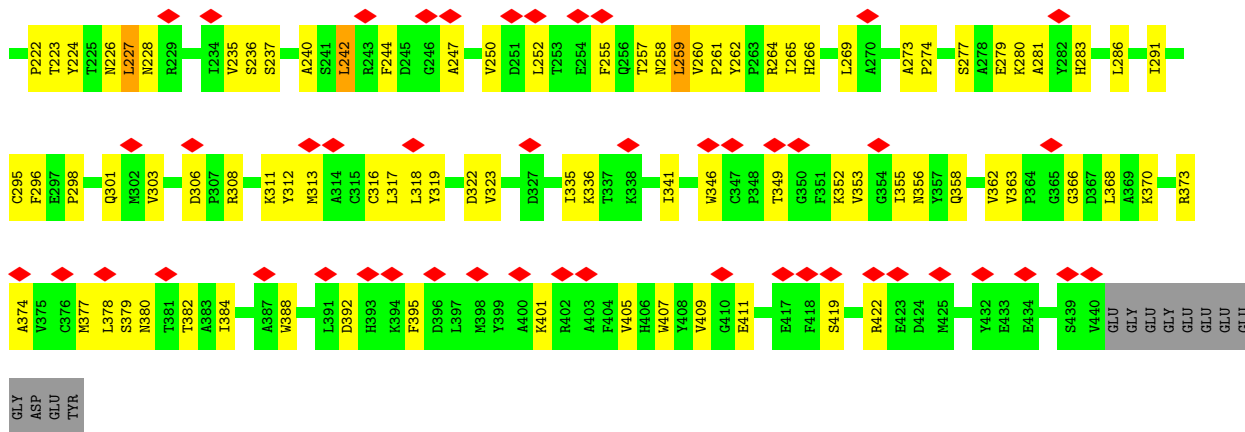 P222 T223 Y224 T225 N226 L227 N228 R229 I234 V235 S236 S237 A240 S241 L242 R243 F244 D245 G246 A247 V250 D251 L252 T253 E254 F255 Q256 T257 N258 L259 V260 P261 Y262 P263 R264 I265 H266 L269 A270 A273 P274 S277 A278 E279 K280 A281 Y282 H283 L286 I291
C295 F296 E297 P298 Q301 M302 V303 D306 P307 R308 K311 Y312 M313 A314 C315 C316 L317 L318 Y319 D322 V323 D327 I335 K336 T337 K338 I341 W346 C347 P348 T349 G350 F351 K352 V353 G354 I355 N356 Y357 Q358 V362 V363 P364 G365 G366 D367 L368 A369 K370 R373
A374 V375 C376 M377 L378 S379 N380 T381 T382 A383 I384 A387 W388 L391 D392 H393 K394 F395 D396 L397 M398 Y399 A400 K401 R402 A403 F404 V405 H406 W407 Y408 V409 G410 E411 E417 F418 S419 R422 E423 D424 M425 Y432 E433 E434 S439 V440 GLU GLY GLU GLY GLU GLU GLU GLU
GLY ASP GLU TYR